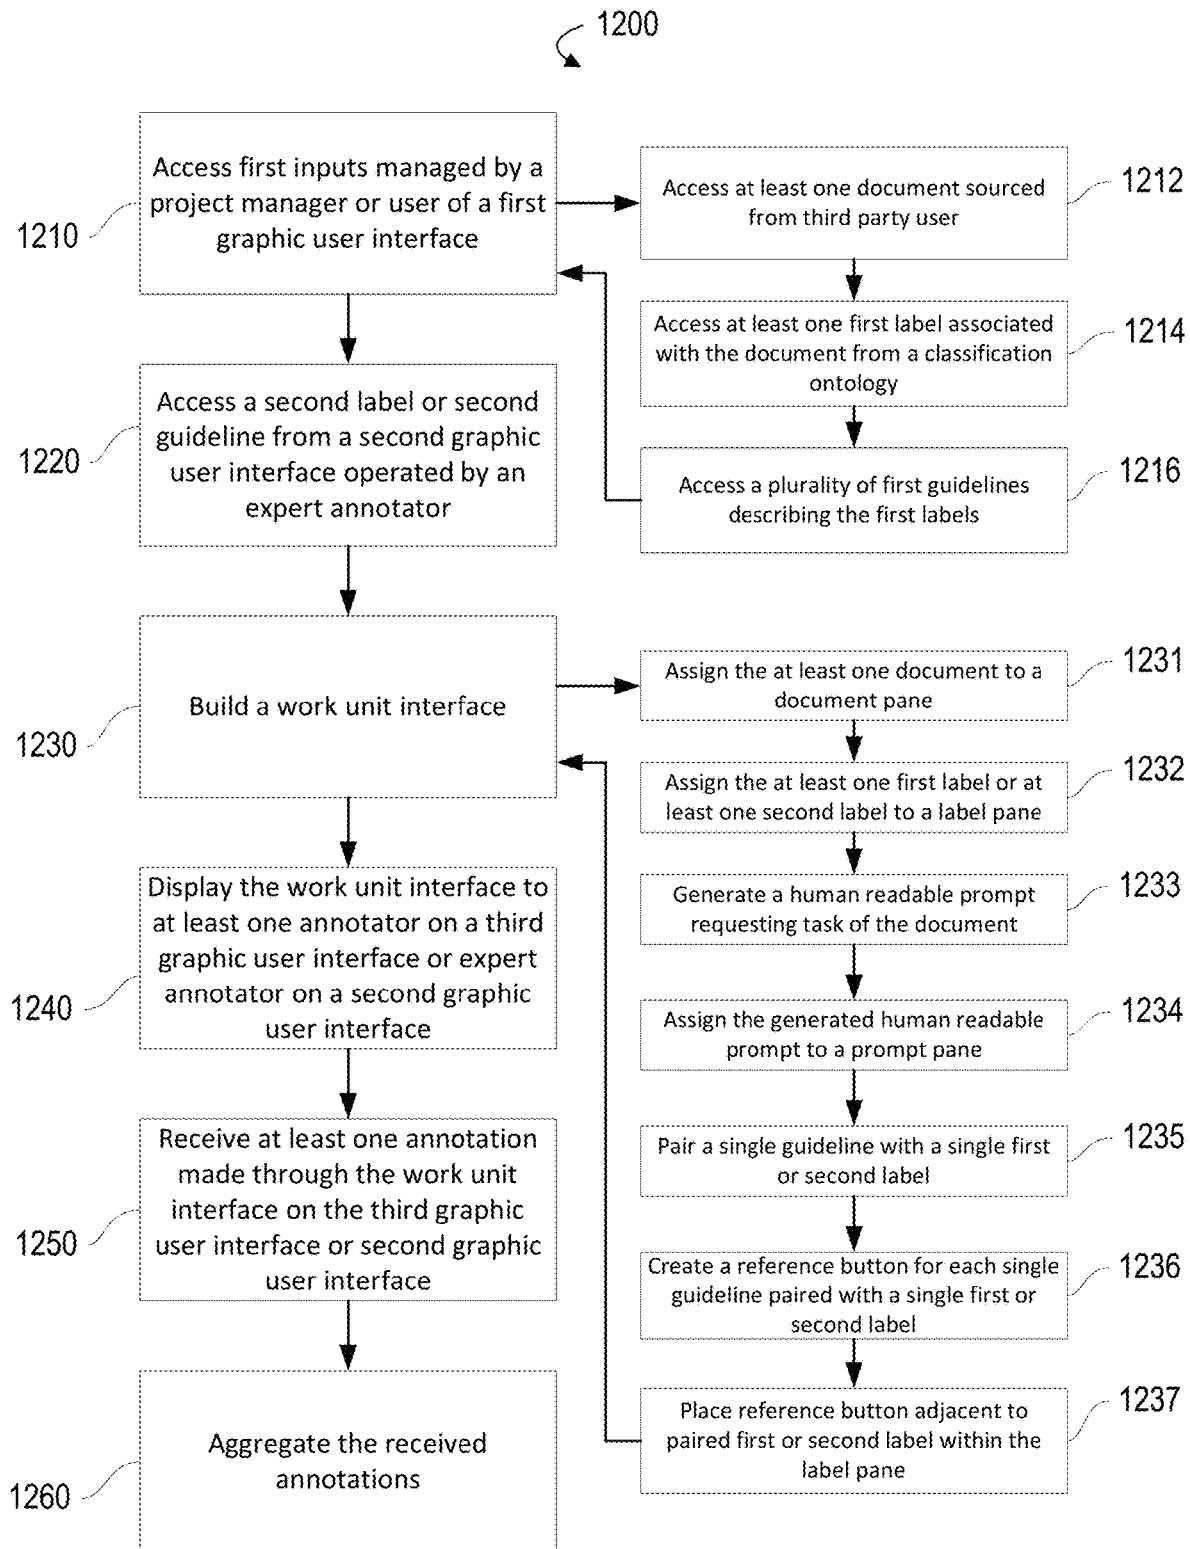 1200
Access first inputs managed by a
project manager or user of a first
graphic user interface
1210
Access at least one document sourced
from third party user
1212
Access at least one first label associated
with the document from a classification
ontology
1214
Access a plurality of first guidelines
describing the first labels
1216
Access a second label or second
guideline from a second graphic
user interface operated by an
expert annotator
1220
Build a work unit interface
1230
Assign the at least one document to a
document pane
1231
Assign the at least one first label or at
least one second label to a label pane
1232
Generate a human readable prompt
requesting task of the document
1233
Assign the generated human readable
prompt to a prompt pane
1234
Pair a single guideline with a single first
or second label
1235
Create a reference button for each single
guideline paired with a single first or
second label
1236
Place reference button adjacent to
paired first or second label within the
label pane
1237
Display the work unit interface to
at least one annotator on a third
graphic user interface or expert
annotator on a second graphic
user interface
1240
Receive at least one annotation
made through the work unit
interface on the third graphic
user interface or second graphic
user interface
1250
Aggregate the received
annotations
1260